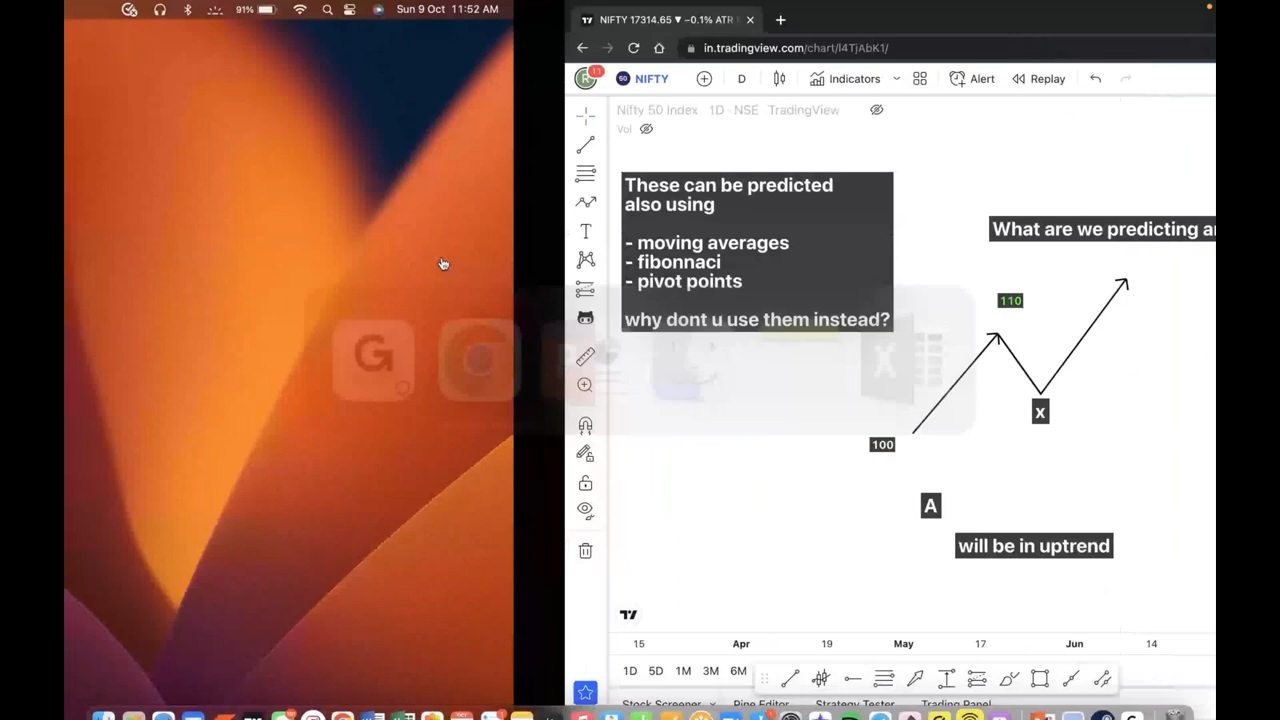 91%
Sun 9 Oct 11:52 AM
NIFTY 17314.65 ▼ −0.1% ATR
in.tradingview.com/chart/l4TjAbK1/
11
R
50 NIFTY
D
Indicators
Alert
Replay
Nifty 50 Index 1D · NSE TradingView
Vol
These can be predicted
also using
- moving averages
- fibonnaci
- pivot points
why dont u use them instead?
What are we predicting
110
G
X
x
100
A
will be in uptrend
15 Apr 19 May 17 Jun 14
1D 5D 1M 3M 6M
Stock Screener
Pine Editor
Strategy Tester
Trading Panel